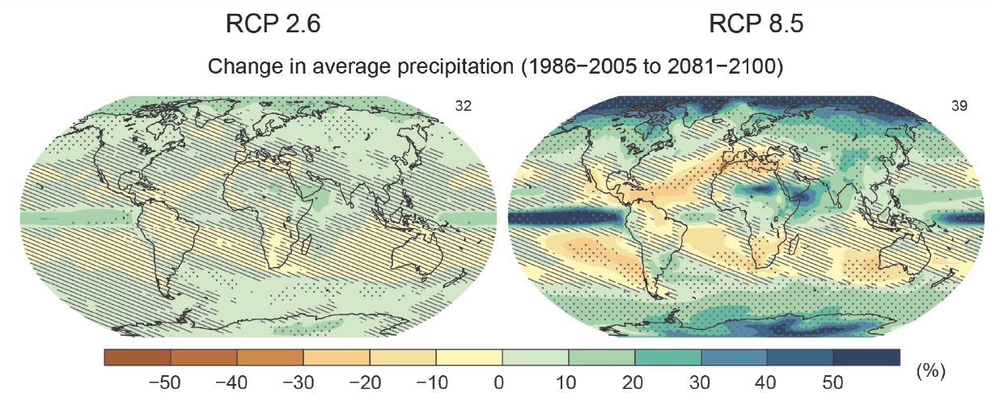 RCP 2.6 RCP 8.5
Change in average precipitation (1986−2005 to 2081−2100)
32 39
−50 −40 −30 −20 −10 0 10 20 30 40 50 (%)